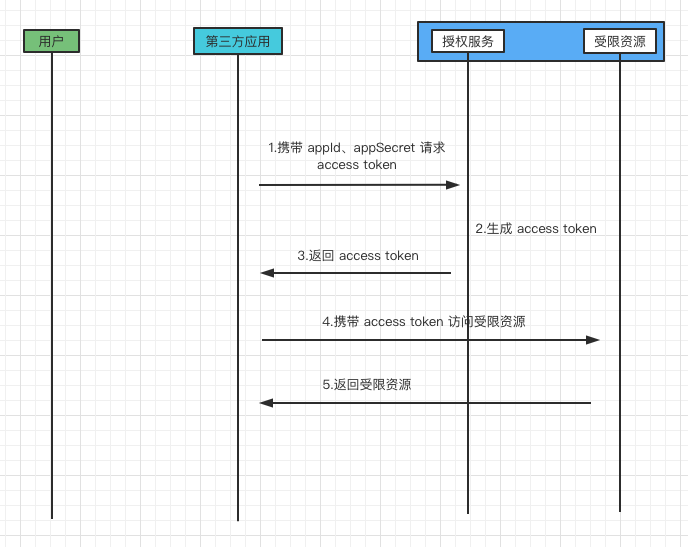 用户
第三方应用
授权服务
受限资源
1.携带 appId、appSecret 请求
access token
2.生成 access token
3.返回 access token
4.携带 access token 访问受限资源
5.返回受限资源